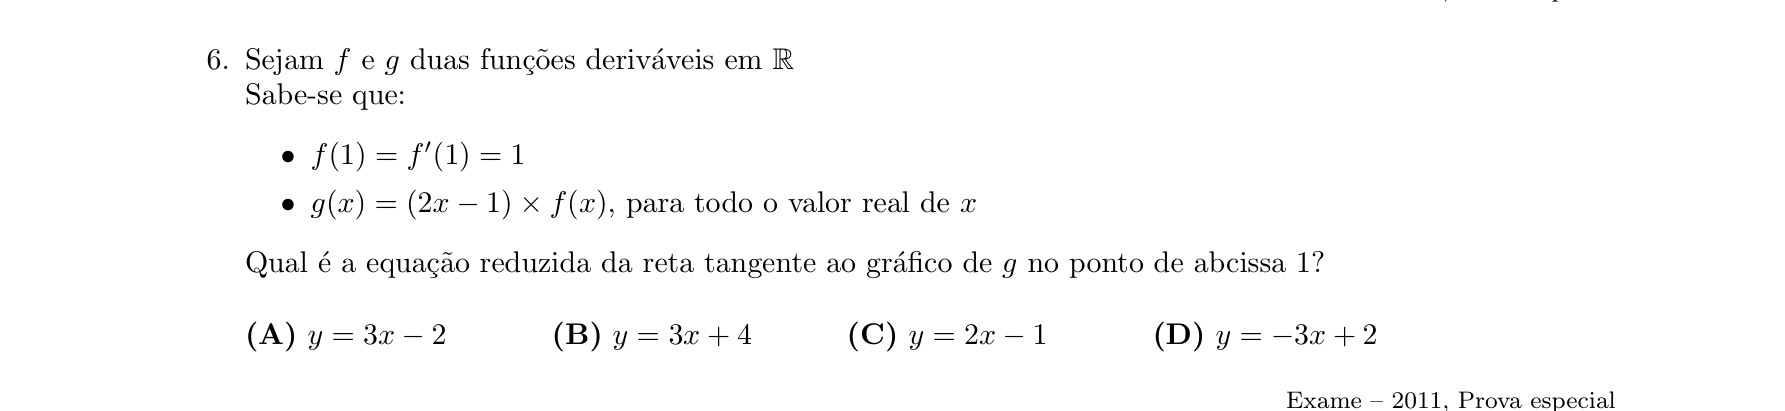 6. Sejam f e g duas funções deriváveis em ℝ
Sabe-se que:
• f(1) = f′(1) = 1
• g(x) = (2x − 1) × f(x), para todo o valor real de x
Qual é a equação reduzida da reta tangente ao gráfico de g no ponto de abcissa 1?
(A) y = 3x − 2 (B) y = 3x + 4 (C) y = 2x − 1 (D) y = −3x + 2
Exame – 2011, Prova especial